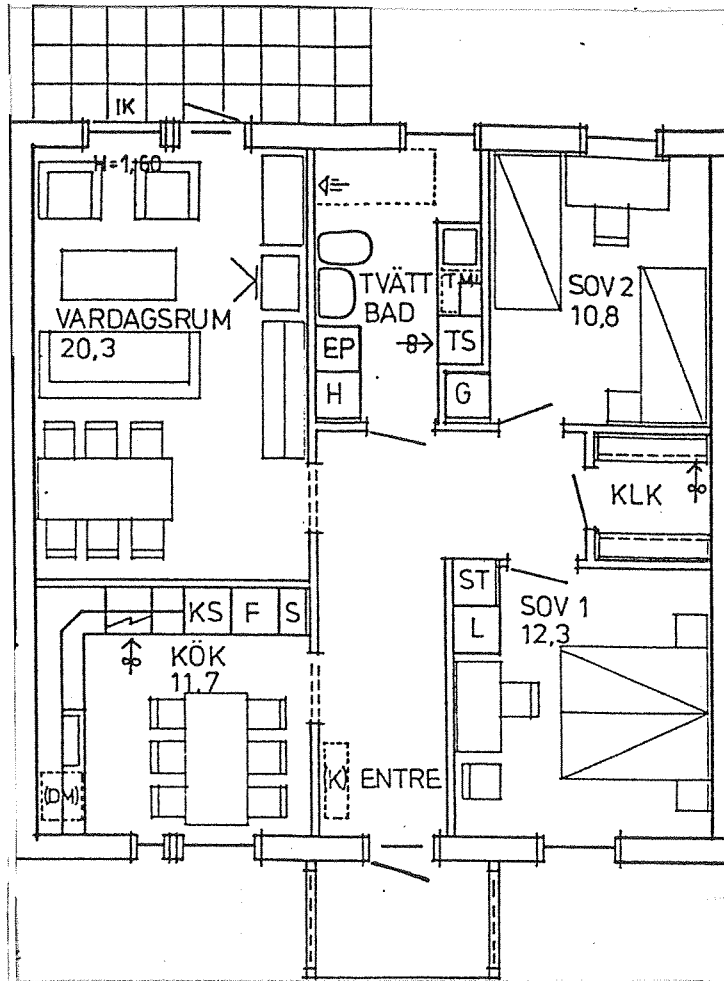 IK
H=1,60
VARDAGSRUM
20,3
TVÄTT
BAD
TM
TS
EP
H
G
SOV 2
10,8
KLK
ST
L
SOV 1
12,3
KS
F
S
KÖK
11,7
(DM)
(K)
ENTRE